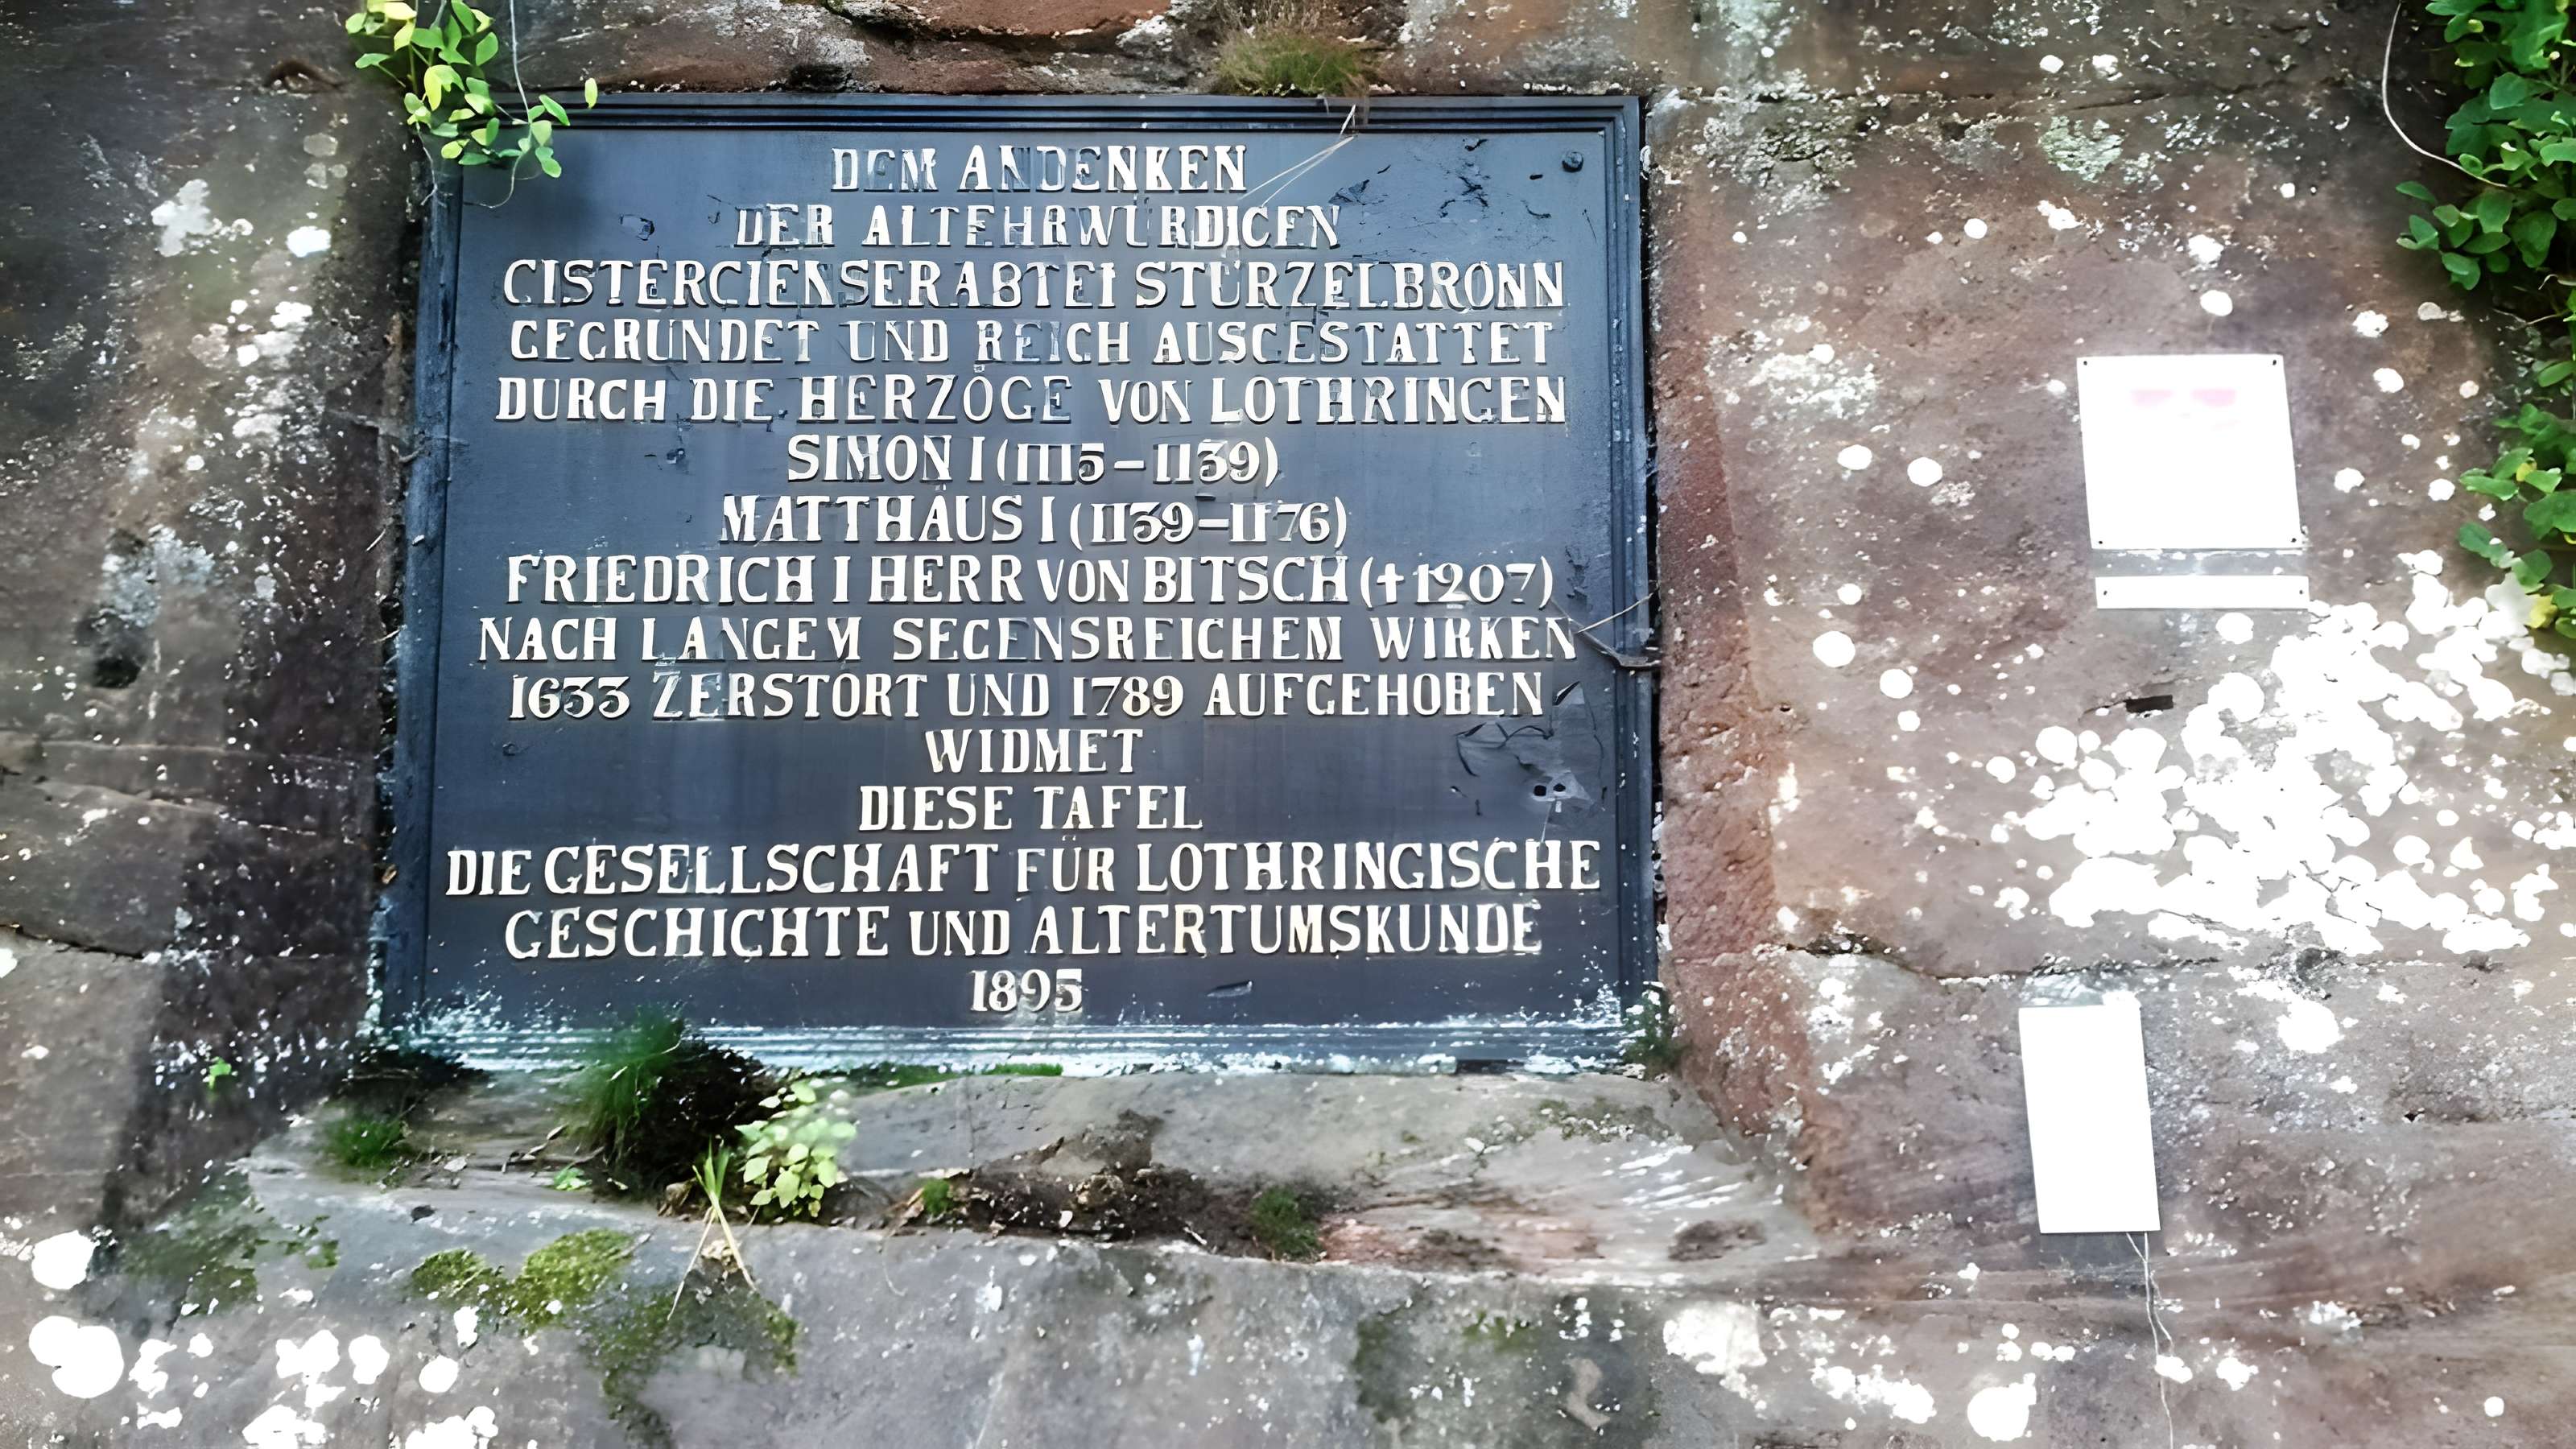 DEM ANDENKEN
DER ALTEHRWÜRDIGEN
CISTERCIENSERABTEI STÜRZELBRONN
GEGRÜNDET UND REICH AUSGESTATTET
DURCH DIE HERZÖGE VON LOTHRINGEN
SIMON I (1115–1139)
MATTHÄUS I (1139–1176)
FRIEDRICH I HERR VON BITSCH (†1207)
NACH LANGEM SEGENSREICHEM WIRKEN
1633 ZERSTÖRT UND 1789 AUFGEHOBEN
WIDMET
DIESE TAFEL
DIE GESELLSCHAFT FÜR LOTHRINGISCHE
GESCHICHTE UND ALTERTUMSKUNDE
1895